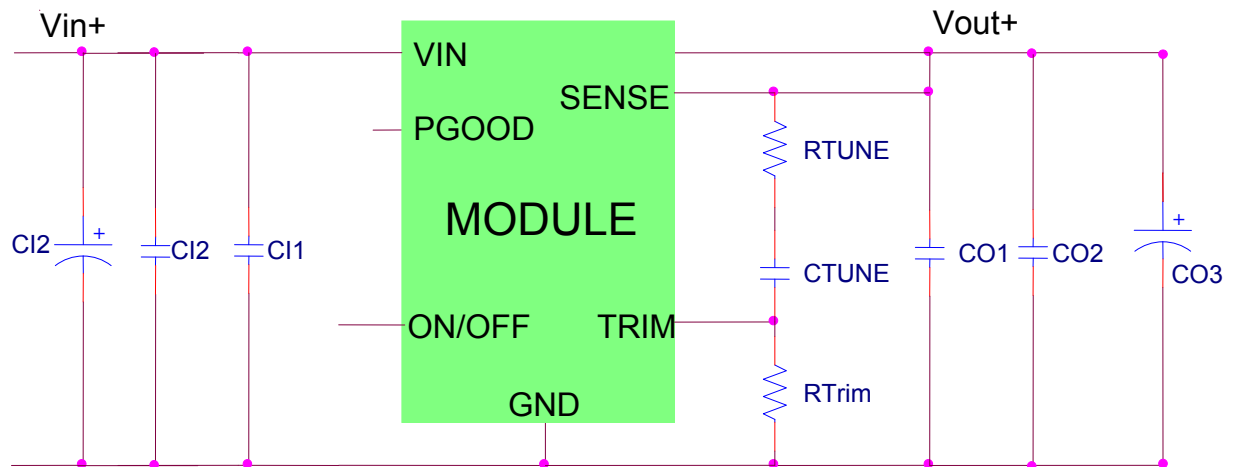 Vin+
Vout+
VIN
SENSE
PGOOD
RTUNE
MODULE
+
CI2
CI2
CI1
CTUNE
CO1
CO2
+
CO3
ON/OFF
TRIM
RTrim
GND